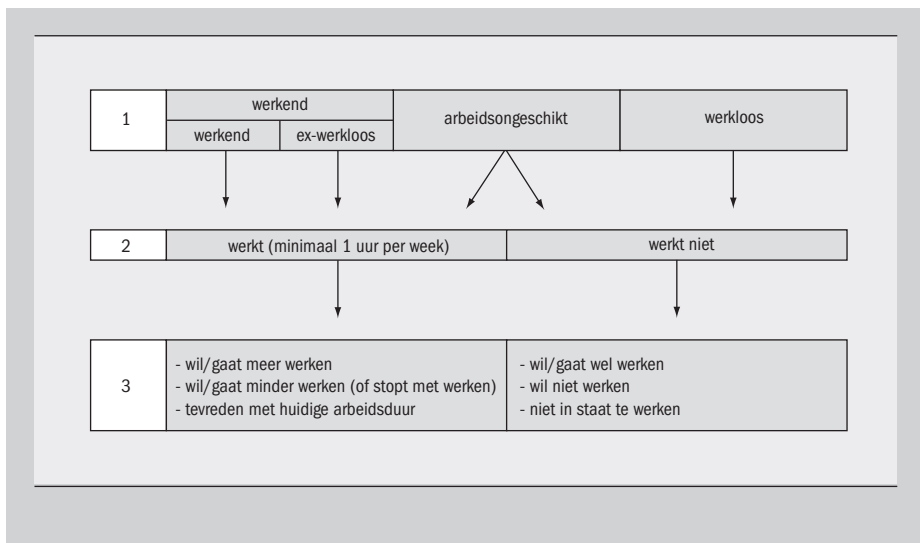 1
werkend
werkend
ex-werkloos
arbeidsongeschikt
werkloos
2
werkt (minimaal 1 uur per week)
werkt niet
3
- wil/gaat meer werken
- wil/gaat minder werken (of stopt met werken)
- tevreden met huidige arbeidsduur
- wil/gaat wel werken
- wil niet werken
- niet in staat te werken